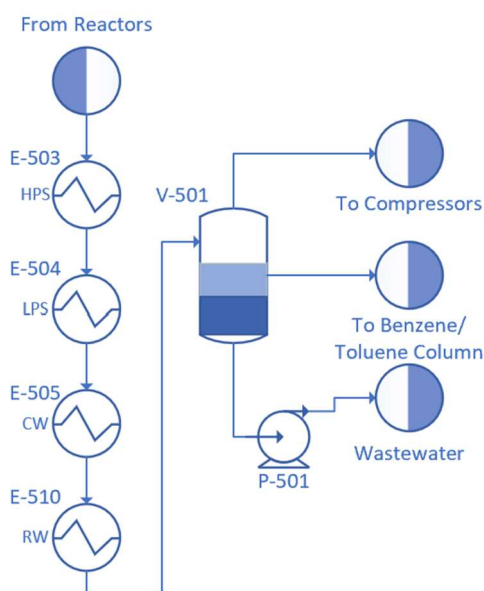 From Reactors
E-503
HPS
V-501
To Compressors
E-504
LPS
To Benzene/
Toluene Column
E-505
CW
Wastewater
P-501
E-510
RW